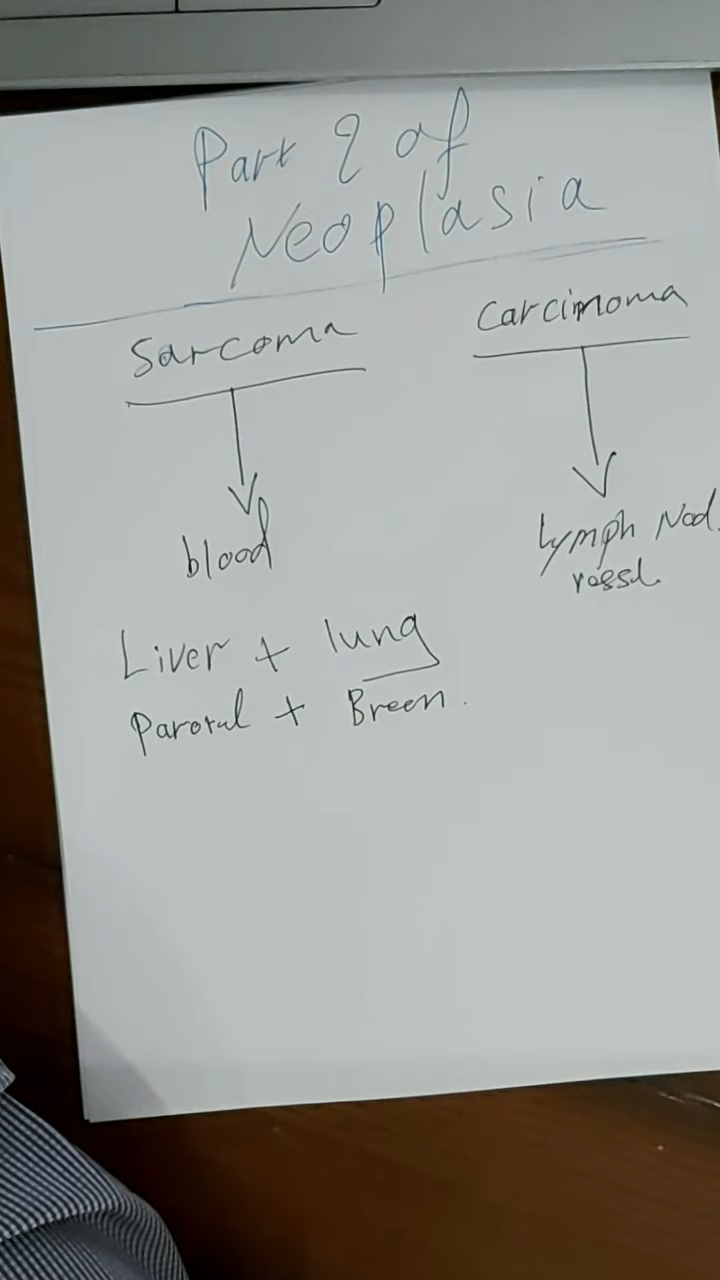 Part 2 of
Neoplasia
Sarcoma
Carcinoma
blood
Lymph Nod
vessel
Liver + lung
Parotid + Breen